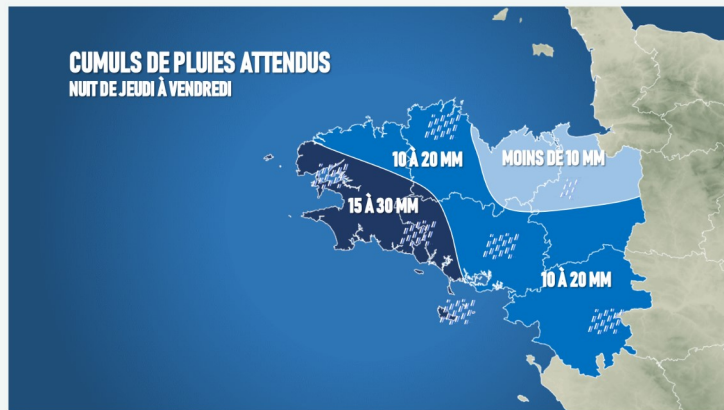 CUMULS DE PLUIES ATTENDUS
NUIT DE JEUDI À VENDREDI
10 À 20 MM
MOINS DE 10 MM
15 À 30 MM
10 À 20 MM